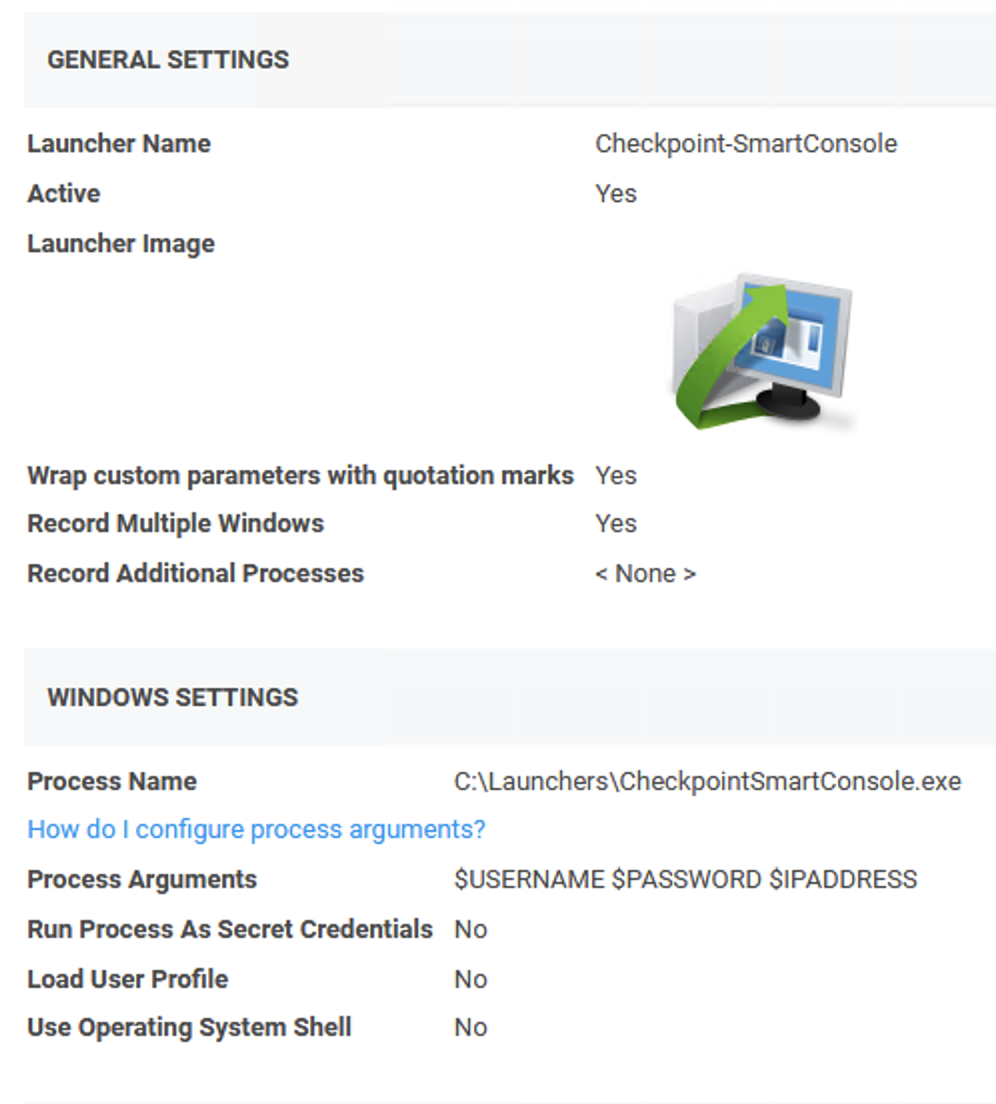 GENERAL SETTINGS
Launcher Name Checkpoint-SmartConsole
Active Yes
Launcher Image
Wrap custom parameters with quotation marks Yes
Record Multiple Windows Yes
Record Additional Processes < None >
WINDOWS SETTINGS
Process Name C:\Launchers\CheckpointSmartConsole.exe
How do I configure process arguments?
Process Arguments $USERNAME $PASSWORD $IPADDRESS
Run Process As Secret Credentials No
Load User Profile No
Use Operating System Shell No